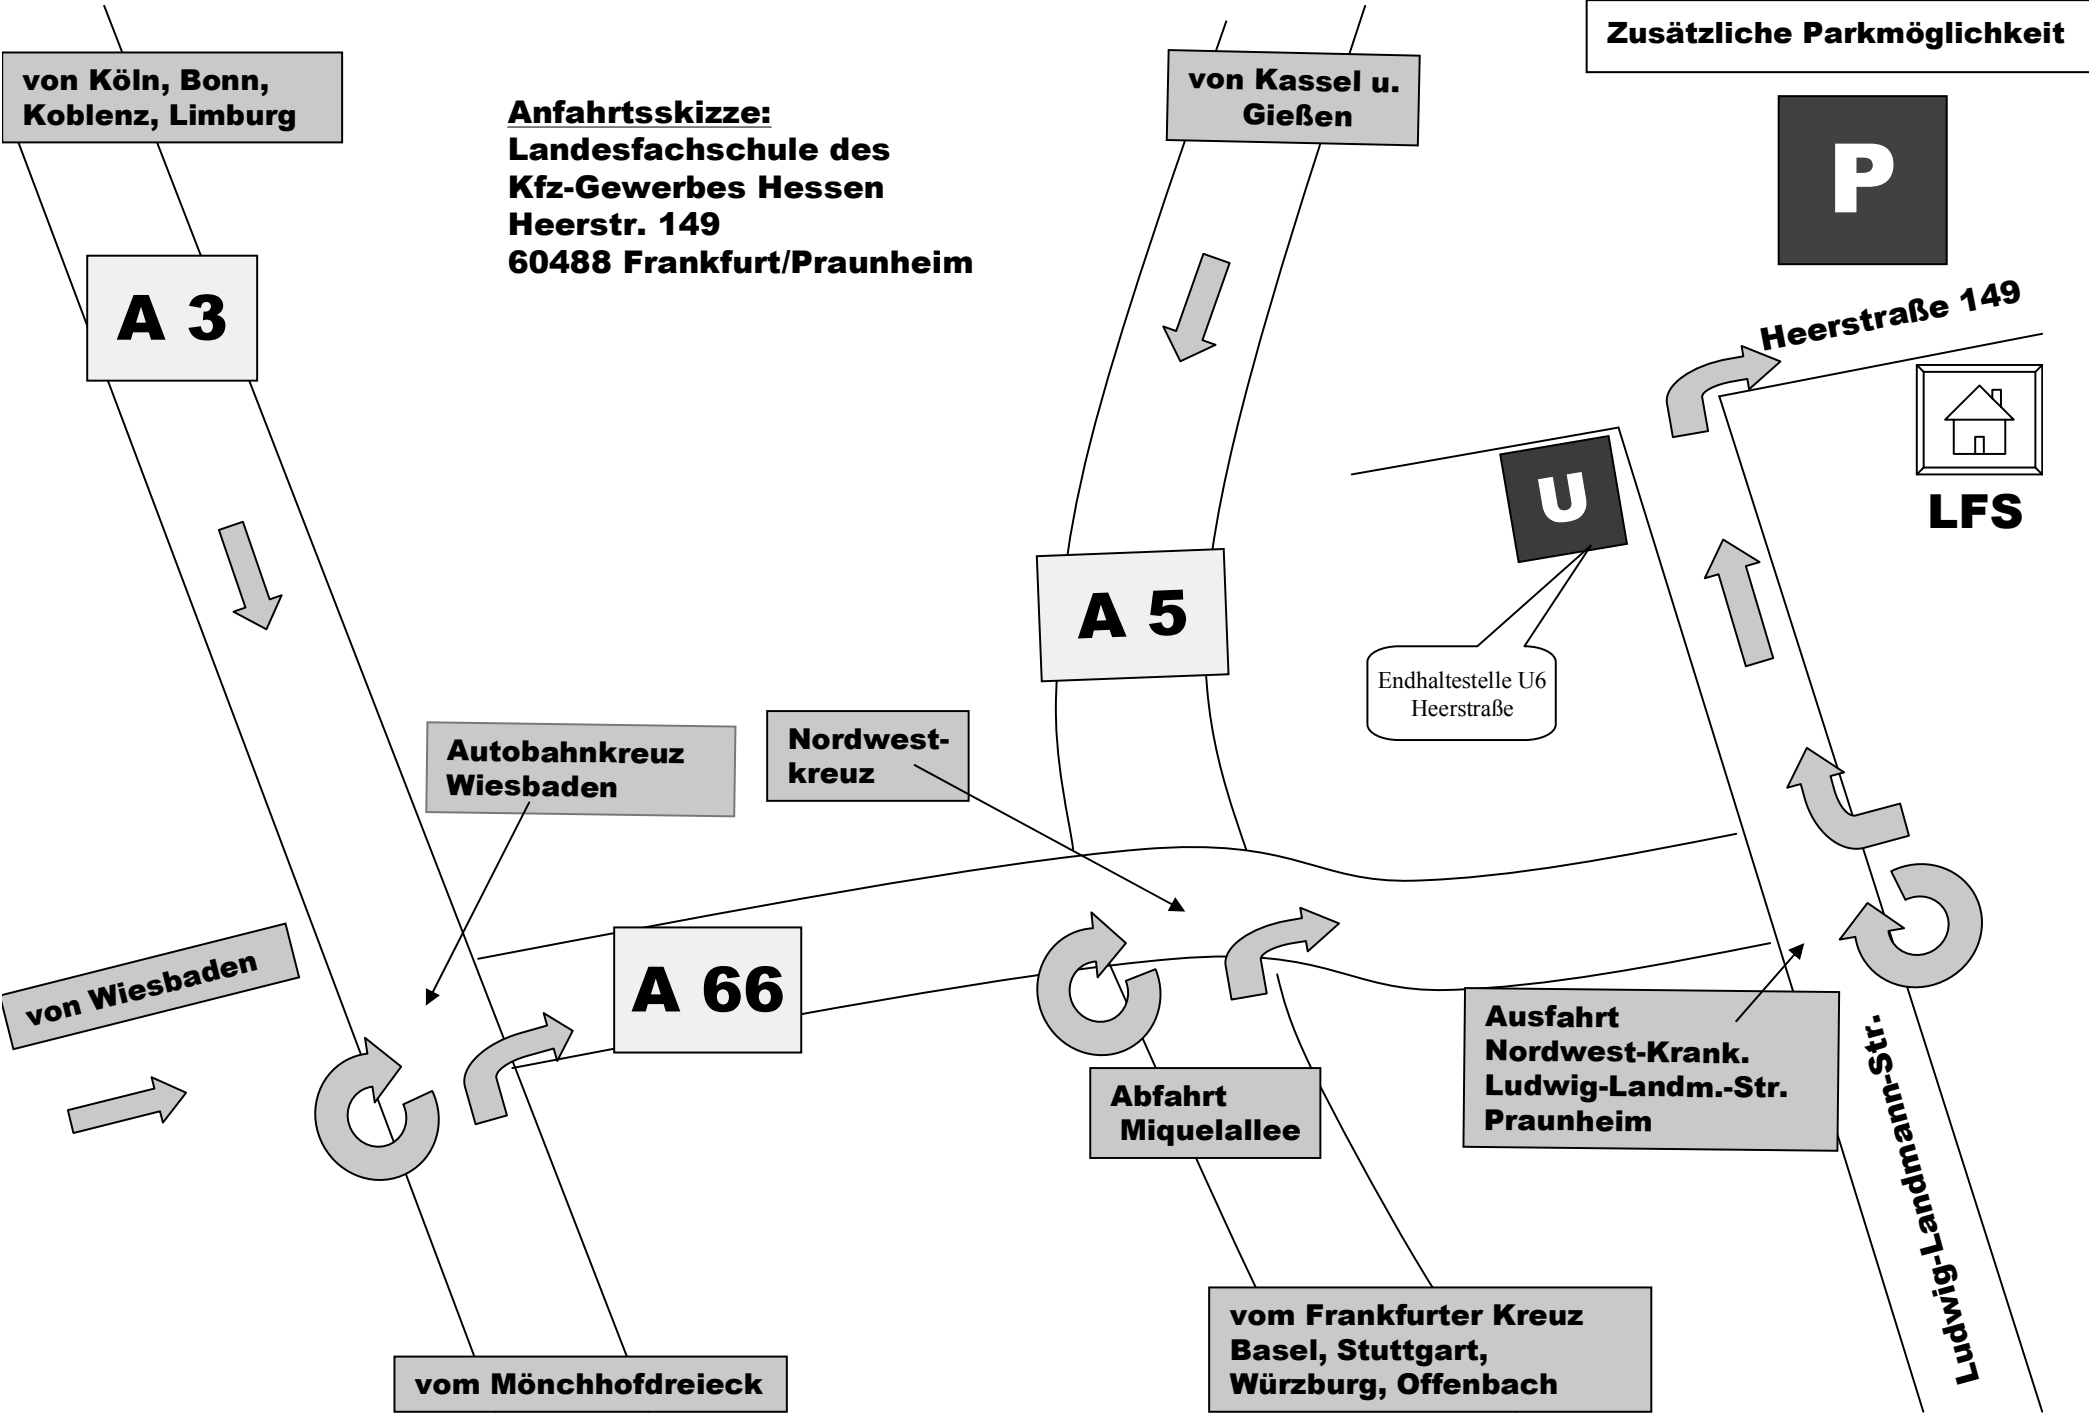 Zusätzliche Parkmöglichkeit
von Köln, Bonn,
Koblenz, Limburg
Anfahrtsskizze:
Landesfachschule des
Kfz-Gewerbes Hessen
Heerstr. 149
60488 Frankfurt/Praunheim
von Kassel u.
Gießen
P
A 3
Heerstraße 149
U
LFS
A 5
Endhaltestelle U6
Heerstraße
Autobahnkreuz
Wiesbaden
Nordwest-
kreuz
von Wiesbaden
A 66
Abfahrt
Miquelallee
Ausfahrt
Nordwest-Krank.
Ludwig-Landm.-Str.
Praunheim
Ludwig-Landmann-Str.
vom Mönchhofdreieck
vom Frankfurter Kreuz
Basel, Stuttgart,
Würzburg, Offenbach